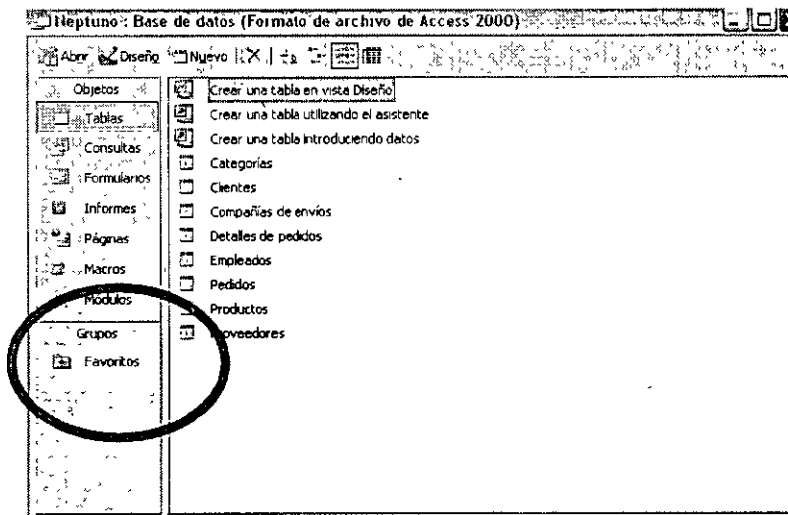 Neptuno : Base de datos (Formato de archivo de Access 2000)
Abrir Diseño Nuevo
Objetos
Tablas
Consultas
Formularios
Informes
Páginas
Macros
Módulos
Grupos
Favoritos
Crear una tabla en vista Diseño
Crear una tabla utilizando el asistente
Crear una tabla introduciendo datos
Categorías
Clientes
Compañías de envíos
Detalles de pedidos
Empleados
Pedidos
Productos
Proveedores